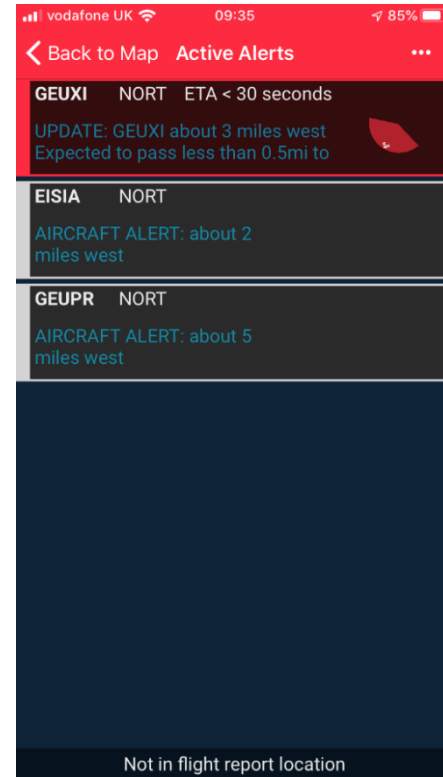 vodafone UK 09:35 85%
Back to Map Active Alerts
GEUXI NORT ETA < 30 seconds
UPDATE: GEUXI about 3 miles west
Expected to pass less than 0.5mi to
EISIA NORT
AIRCRAFT ALERT: about 2
miles west
GEUPR NORT
AIRCRAFT ALERT: about 5
miles west
Not in flight report location